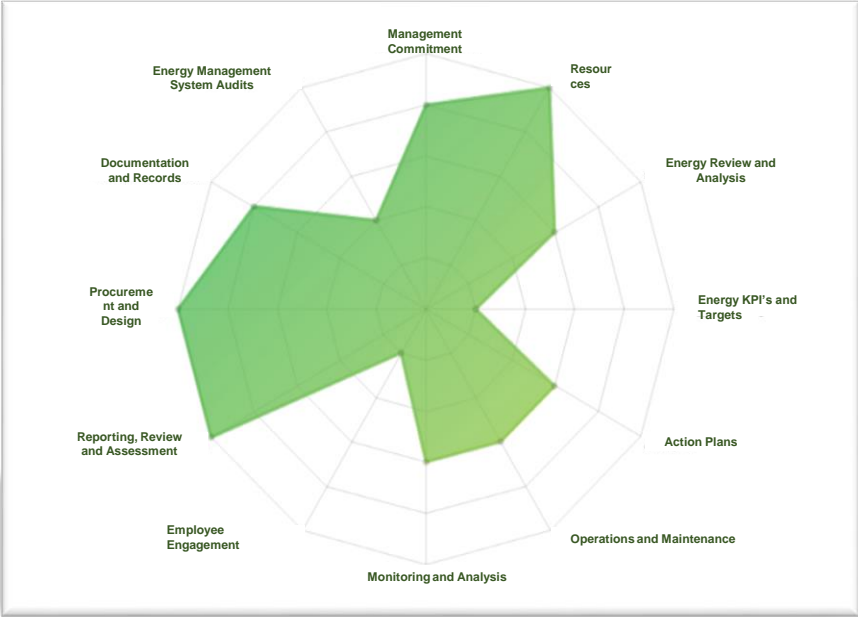 Management
Commitment
Resour
ces
Energy Review and
Analysis
Energy KPI's and
Targets
Action Plans
Operations and Maintenance
Monitoring and Analysis
Employee
Engagement
Reporting, Review
and Assessment
Procureme
nt and
Design
Documentation
and Records
Energy Management
System Audits